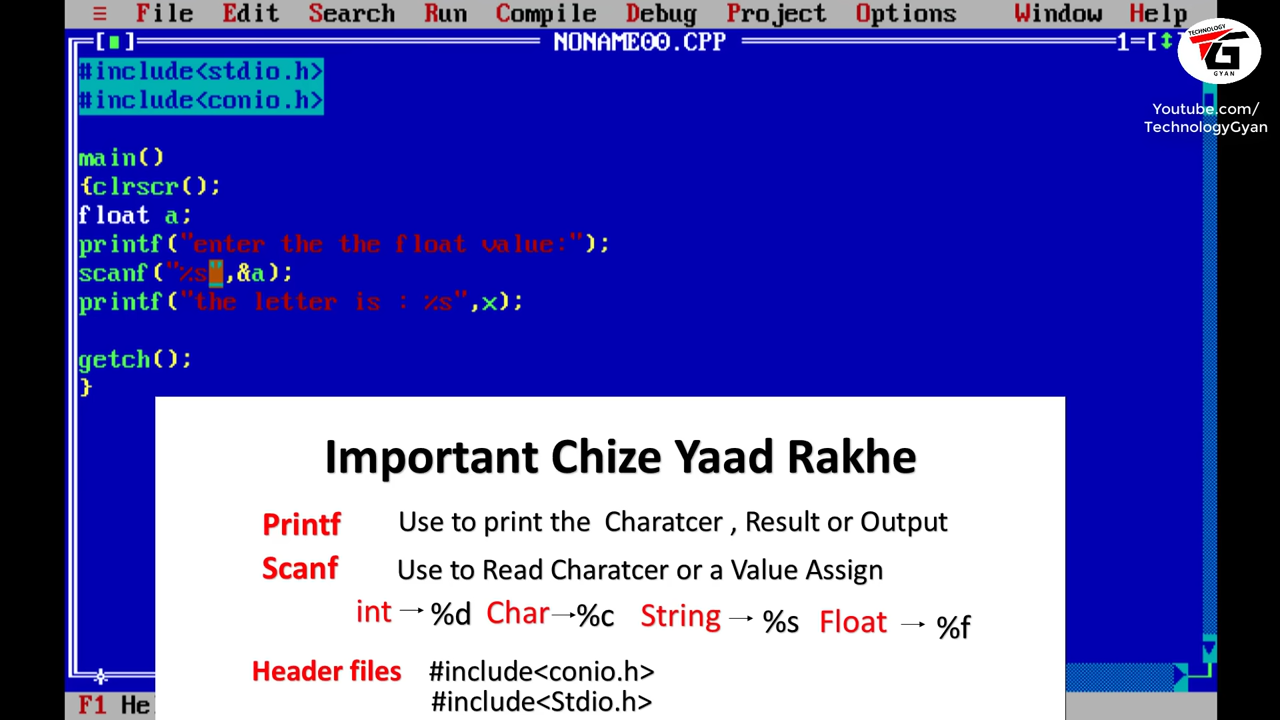 ≡ File Edit Search Run Compile Debug Project Options Window Help
[■] NONAME00.CPP 1=[↕]
TECHNOLOGY
GYAN
Youtube.com/
TechnologyGyan
#include<stdio.h>
#include<conio.h>
main()
{clrscr();
float a;
printf("enter the the float value:");
scanf("%s",&a);
printf("the letter is : %s",x);
getch();
}
Important Chize Yaad Rakhe
Printf Use to print the Charatcer , Result or Output
Scanf Use to Read Charatcer or a Value Assign
int → %d Char → %c String → %s Float → %f
Header files #include<conio.h>
#include<Stdio.h>
F1 He